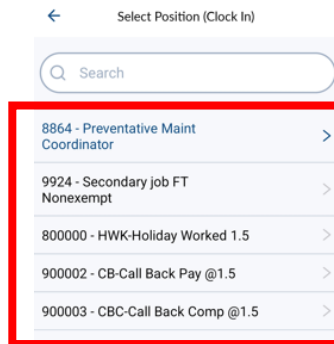 Select Position (Clock In)
Search
8864 - Preventative Maint
Coordinator
9924 - Secondary job FT
Nonexempt
800000 - HWK-Holiday Worked 1.5
900002 - CB-Call Back Pay @1.5
900003 - CBC-Call Back Comp @1.5